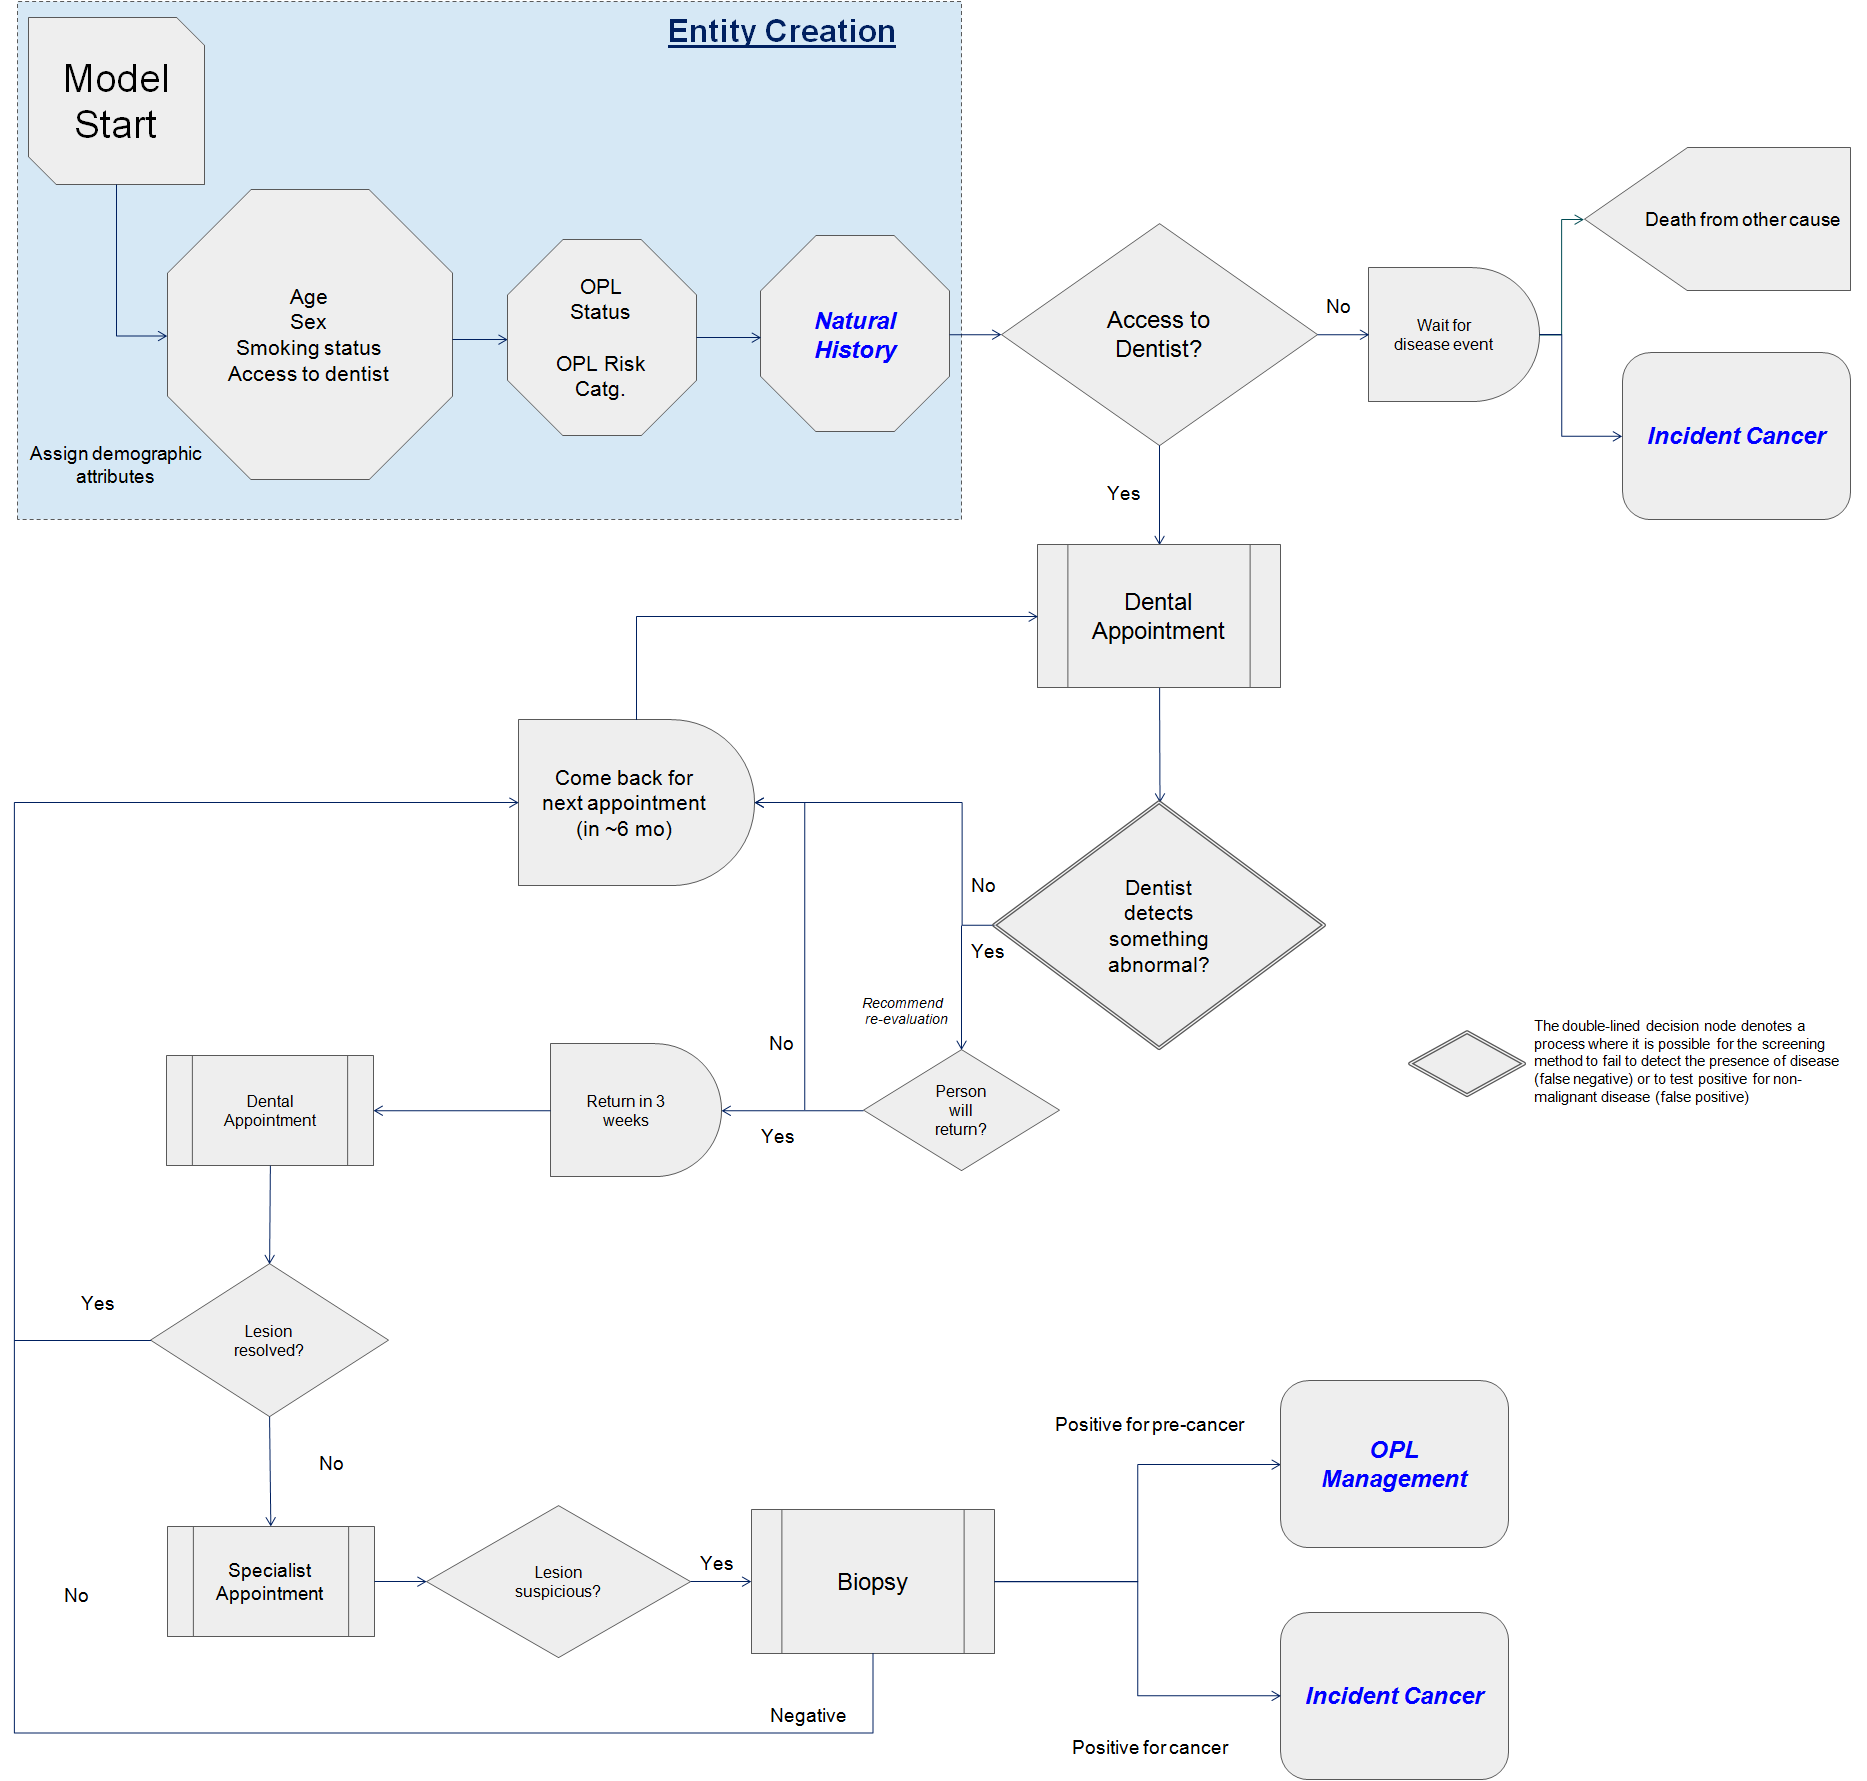 Entity Creation
Model
Start
Age
Sex
Smoking status
Access to dentist
Assign demographic
attributes
OPL
Status
OPL Risk
Catg.
Natural
History
Access to
Dentist?
No
Wait for
disease event
Death from other cause
Incident Cancer
Yes
Dental
Appointment
Come back for
next appointment
(in ~6 mo)
No
Dentist
detects
something
abnormal?
Yes
Recommend
re-evaluation
No
Person
will
return?
Yes
Return in 3
weeks
Dental
Appointment
The double-lined decision node denotes a
process where it is possible for the screening
method to fail to detect the presence of disease
(false negative) or to test positive for non-
malignant disease (false positive)
Yes
Lesion
resolved?
No
Specialist
Appointment
No
Lesion
suspicious?
Yes
Biopsy
Negative
Positive for pre-cancer
OPL
Management
Incident Cancer
Positive for cancer